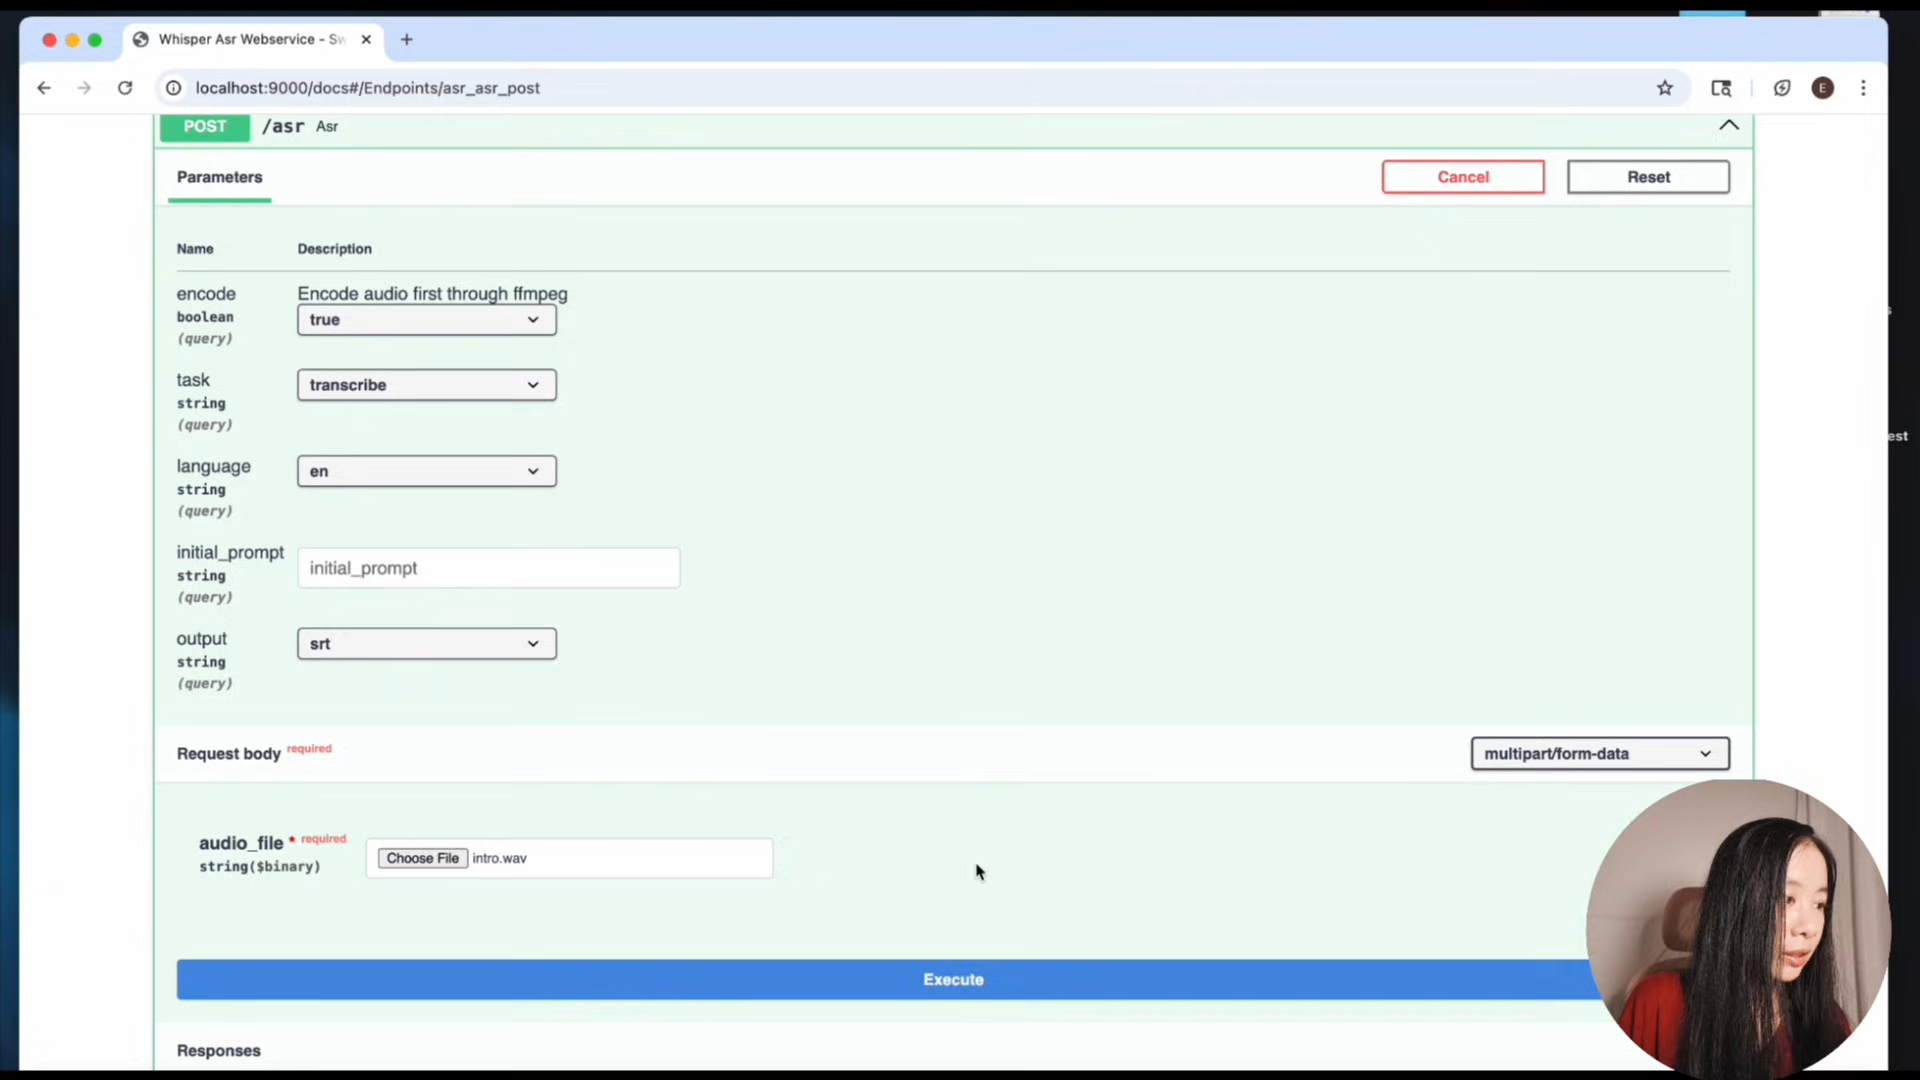 Whisper Asr Webservice - Sw
localhost:9000/docs#/Endpoints/asr_asr_post
E
POST /asr Asr
Parameters
Cancel
Reset
Name Description
encode
boolean
(query)
Encode audio first through ffmpeg
true
task
string
(query)
transcribe
language
string
(query)
en
initial_prompt
string
(query)
initial_prompt
output
string
(query)
srt
Request body required
multipart/form-data
audio_file * required
string($binary)
Choose File intro.wav
Execute
Responses
s
est